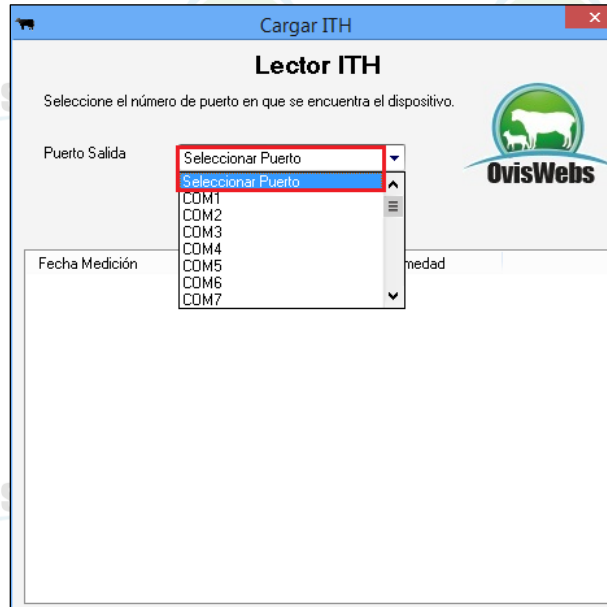 Cargar ITH
Lector ITH
Seleccione el número de puerto en que se encuentra el dispositivo.
OvisWebs
Puerto Salida
Seleccionar Puerto
Seleccionar Puerto
COM1
COM2
COM3
COM4
COM5
COM6
COM7
Fecha Medición
medad